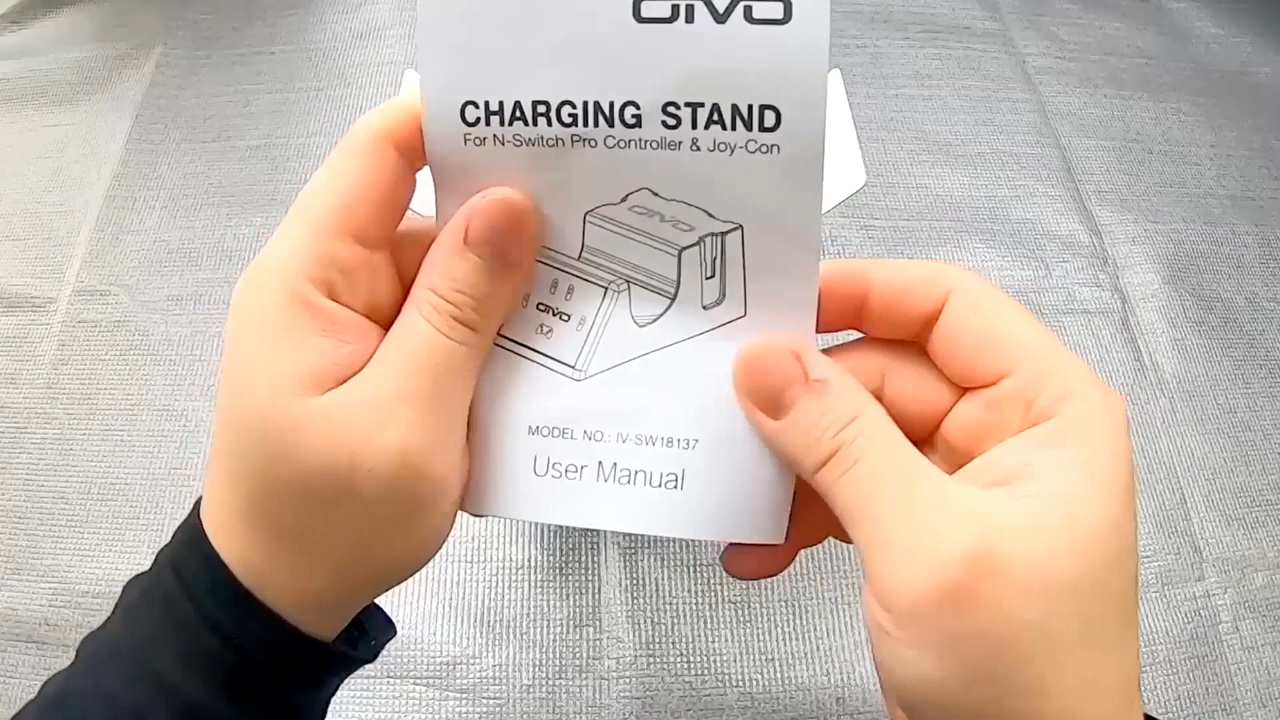 OIVO
CHARGING STAND
For N-Switch Pro Controller & Joy-Con
OIVO
OIVO
MODEL NO.: IV-SW18137
User Manual